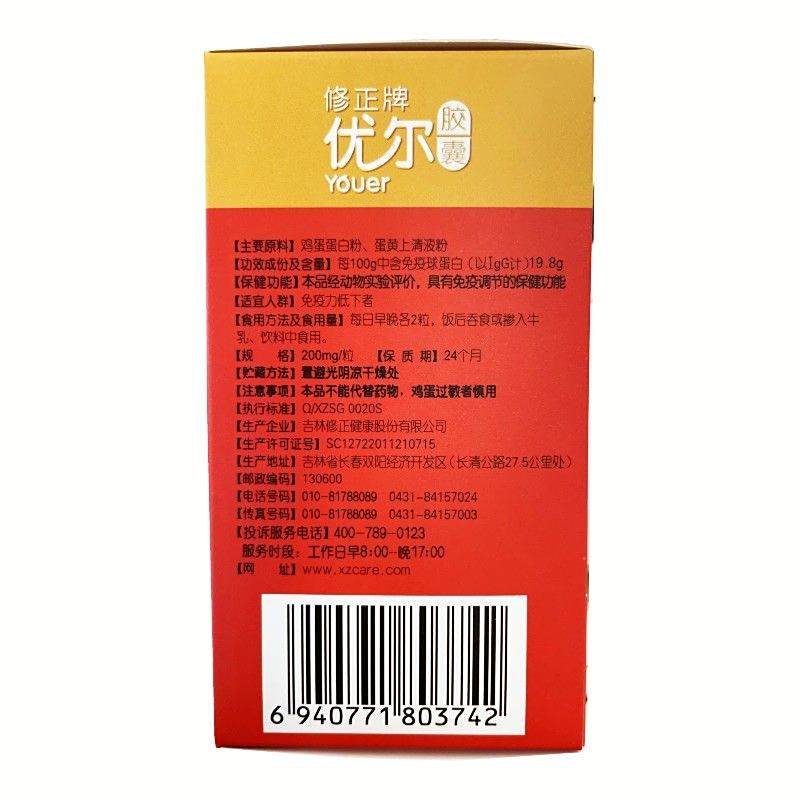 修正牌
优尔胶囊
Youer
【主要原料】鸡蛋蛋白粉、蛋黄上清液粉
【功效成份及含量】每100g中含免疫球蛋白（以IgG计）19.8g
【保健功能】本品经动物实验评价，具有免疫调节的保健功能
【适宜人群】免疫力低下者
【食用方法及食用量】每日早晚各2粒，饭后吞食或掺入牛
乳、饮料中食用。
【规 格】200mg/粒 【保 质 期】24个月
【贮藏方法】置避光阴凉干燥处
【注意事项】本品不能代替药物，鸡蛋过敏者慎用
【执行标准】Q/XZSG 0020S
【生产企业】吉林修正健康股份有限公司
【生产许可证号】SC12722011210715
【生产地址】吉林省长春双阳经济开发区（长清公路27.5公里处）
【邮政编码】130600
【电话号码】010-81788089 0431-84157024
【传真号码】010-81788089 0431-84157003
【投诉服务电话】400-789-0123
服务时段：工作日早8:00-晚17:00
【网 址】www.xzcare.com
6 940771 803742